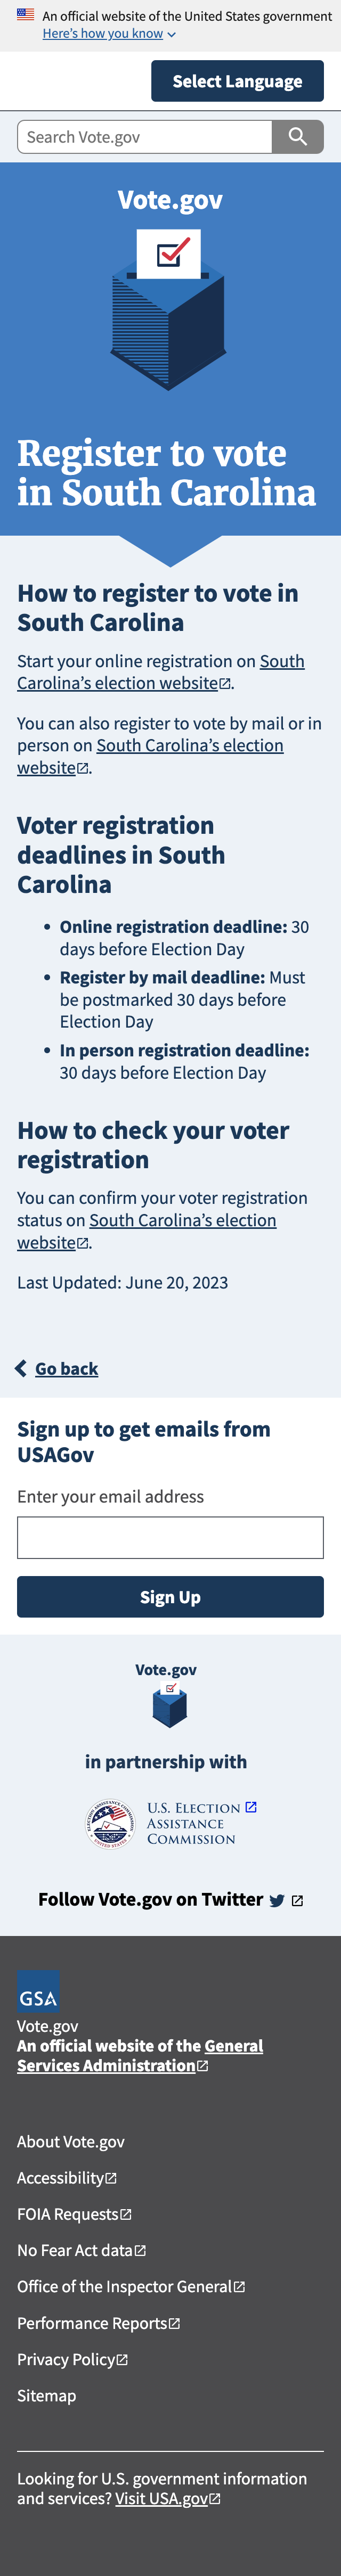 An official website of the United States government
Here's how you know
Select Language
Search Vote.gov
Vote.gov
Register to vote
in South Carolina
How to register to vote in
South Carolina
Start your online registration on South
Carolina's election website.
You can also register to vote by mail or in
person on South Carolina's election
website.
Voter registration
deadlines in South
Carolina
• Online registration deadline: 30
days before Election Day
• Register by mail deadline: Must
be postmarked 30 days before
Election Day
• In person registration deadline:
30 days before Election Day
How to check your voter
registration
You can confirm your voter registration
status on South Carolina's election
website.
Last Updated: June 20, 2023
Go back
Sign up to get emails from
USAGov
Enter your email address
Sign Up
Vote.gov
in partnership with
U.S. Election
Assistance
Commission
Follow Vote.gov on Twitter
GSA
Vote.gov
An official website of the General
Services Administration
About Vote.gov
Accessibility
FOIA Requests
No Fear Act data
Office of the Inspector General
Performance Reports
Privacy Policy
Sitemap
Looking for U.S. government information
and services? Visit USA.gov